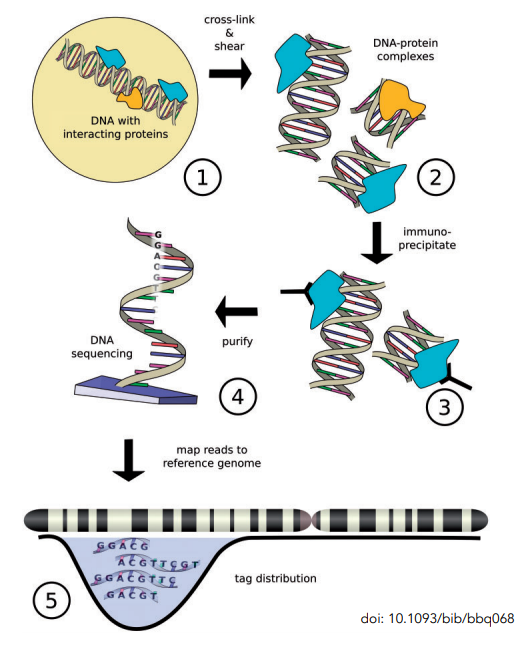 cross-link
&
shear
DNA with
interacting proteins
1
DNA-protein
complexes
2
immuno-
precipitate
3
purify
G
G
A
C
G
T
DNA
sequencing
4
map reads to
reference genome
GGACG
ACGTTCGT
GGACGTTC
GACGT
tag distribution
5
doi: 10.1093/bib/bbq068